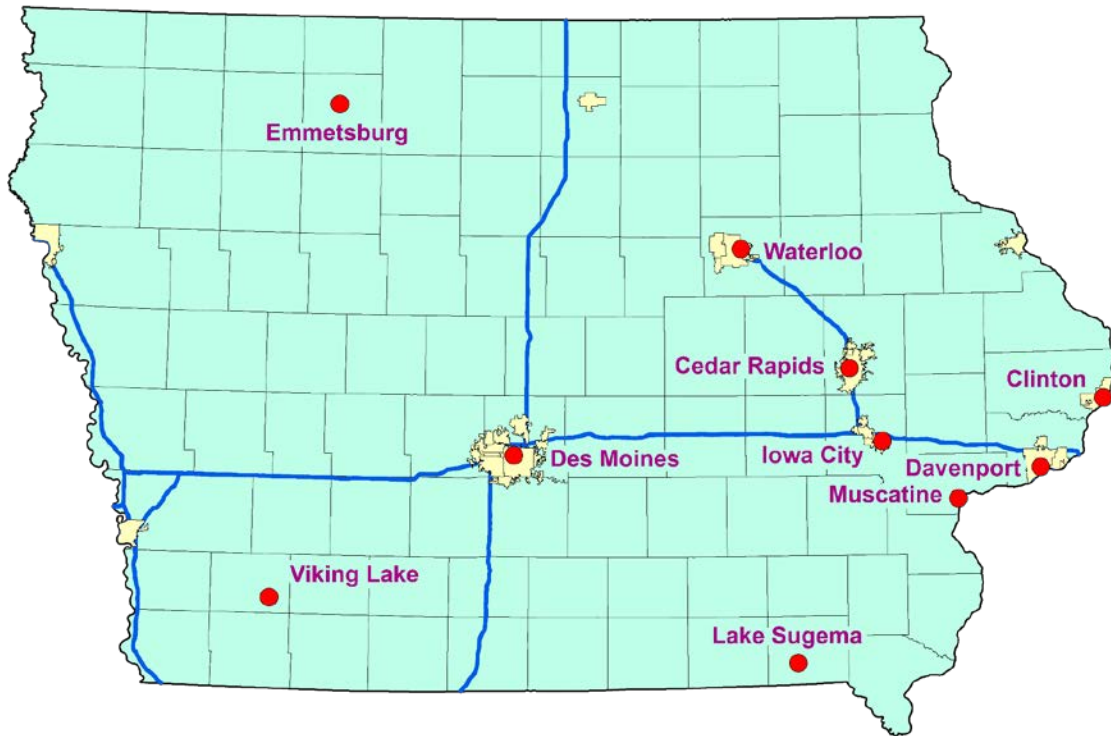 Emmetsburg
Waterloo
Cedar Rapids
Clinton
Des Moines
Iowa City
Davenport
Muscatine
Viking Lake
Lake Sugema